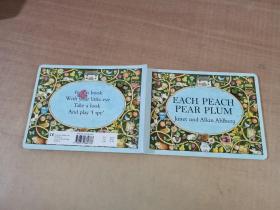 book
With your little eye
Take a look
And play 'I spy'
EACH PEACH
PEAR PLUM
Janet and Allan Ahlberg